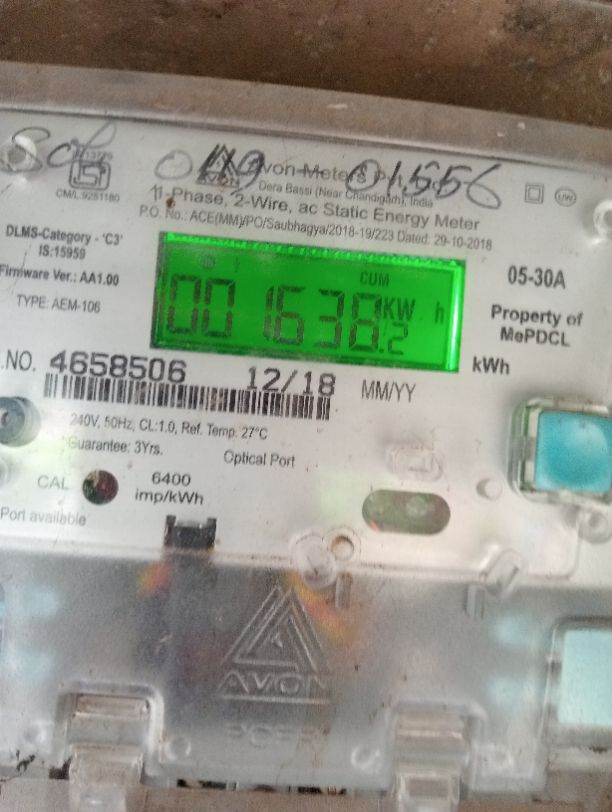 0119 01556
Avon Meters P
CM/L:9261180
Dera Bassi (Near Chandigarh), India
1-Phase, 2-Wire, ac Static Energy Meter
P.O. No.: ACE(MM)/PO/Saubhagya/2018-19/223 Dated: 29-10-2018
DLMS-Category - 'C3'
IS:15959
Firmware Ver.: AA1.00
TYPE: AEM-106
CUM
001638.2 KW h
05-30A
Property of
MePDCL
kWh
.NO. 4658506 12/18 MM/YY
240V, 50Hz, CL:1.0, Ref. Temp. 27°C
Guarantee: 3Yrs.
Optical Port
CAL
6400
imp/kWh
Port available
AVON